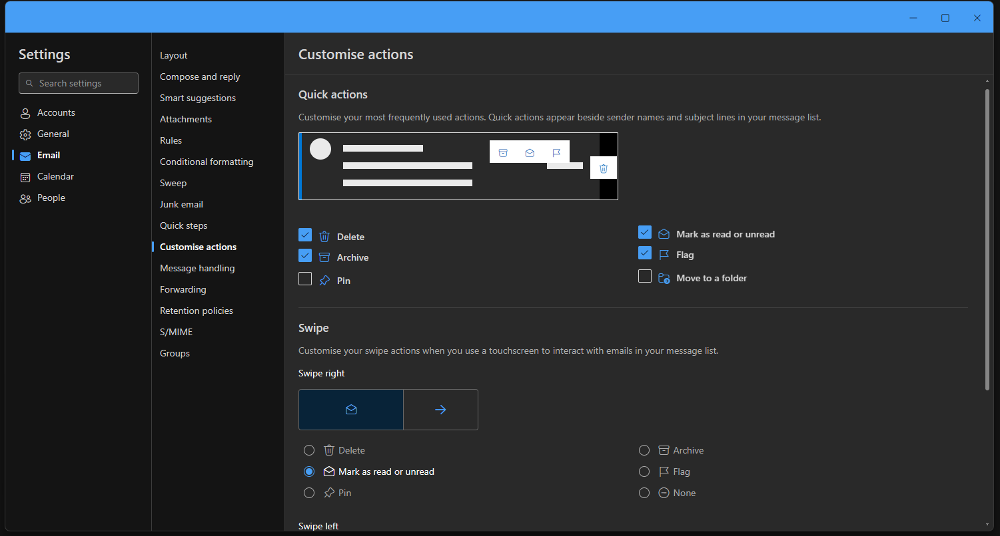 Settings
Search settings
Accounts
General
Email
Calendar
People
Layout
Compose and reply
Smart suggestions
Attachments
Rules
Conditional formatting
Sweep
Junk email
Quick steps
Customise actions
Message handling
Forwarding
Retention policies
S/MIME
Groups
Customise actions
Quick actions
Customise your most frequently used actions. Quick actions appear beside sender names and subject lines in your message list.
Delete
Archive
Pin
Mark as read or unread
Flag
Move to a folder
Swipe
Customise your swipe actions when you use a touchscreen to interact with emails in your message list.
Swipe right
Delete
Archive
Mark as read or unread
Flag
Pin
None
Swipe left